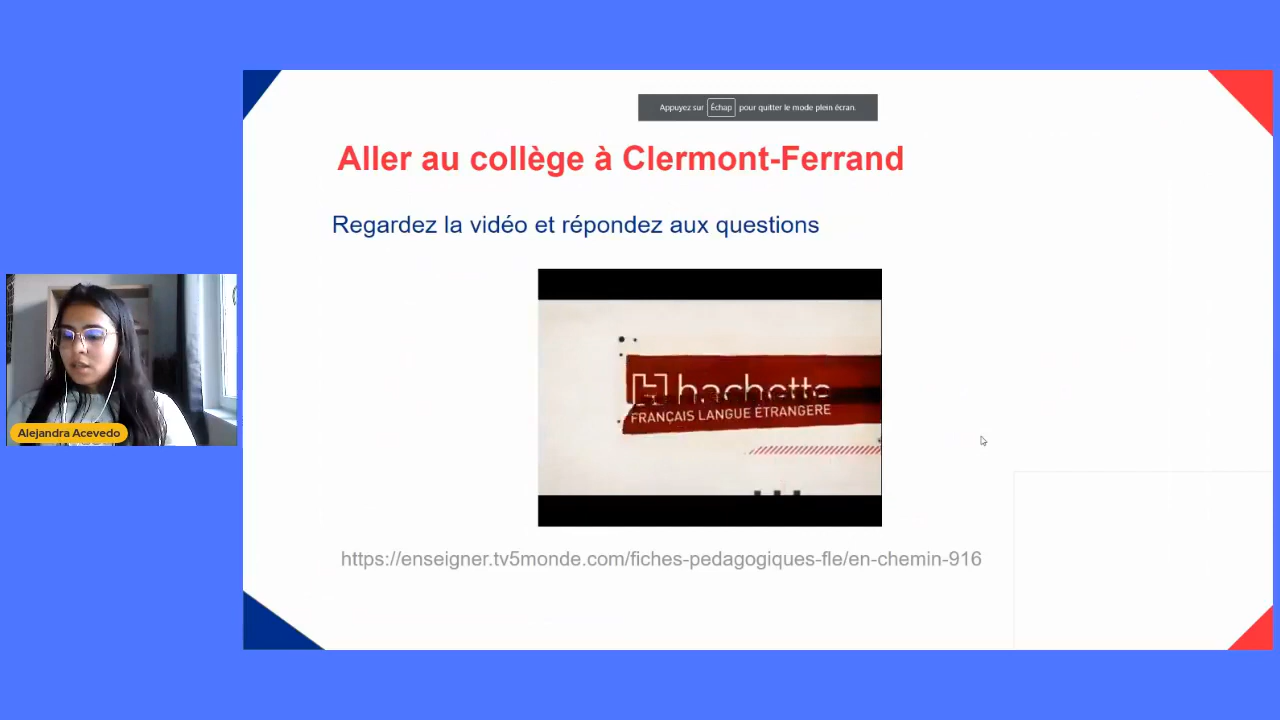 Appuyez sur Échap pour quitter le mode plein écran.
Aller au collège à Clermont-Ferrand
Regardez la vidéo et répondez aux questions
hachette
FRANÇAIS LANGUE ÉTRANGÈRE
Alejandra Acevedo
https://enseigner.tv5monde.com/fiches-pedagogiques-fle/en-chemin-916